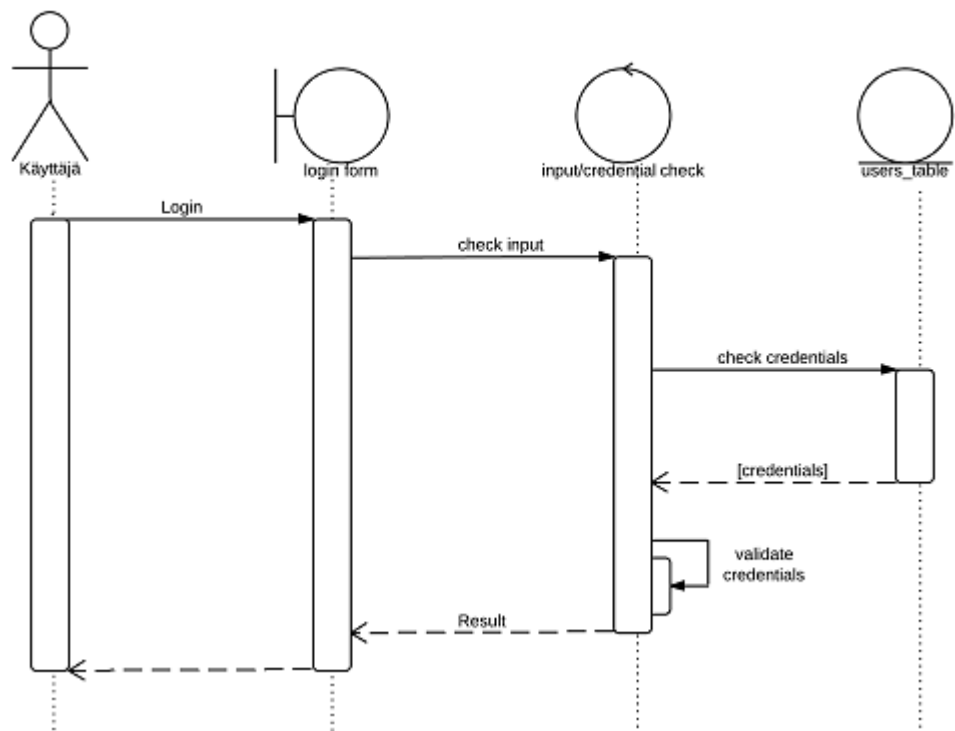 Käyttäjä
login form
input/credential check
users_table
Login
check input
check credentials
[credentials]
validate
credentials
Result